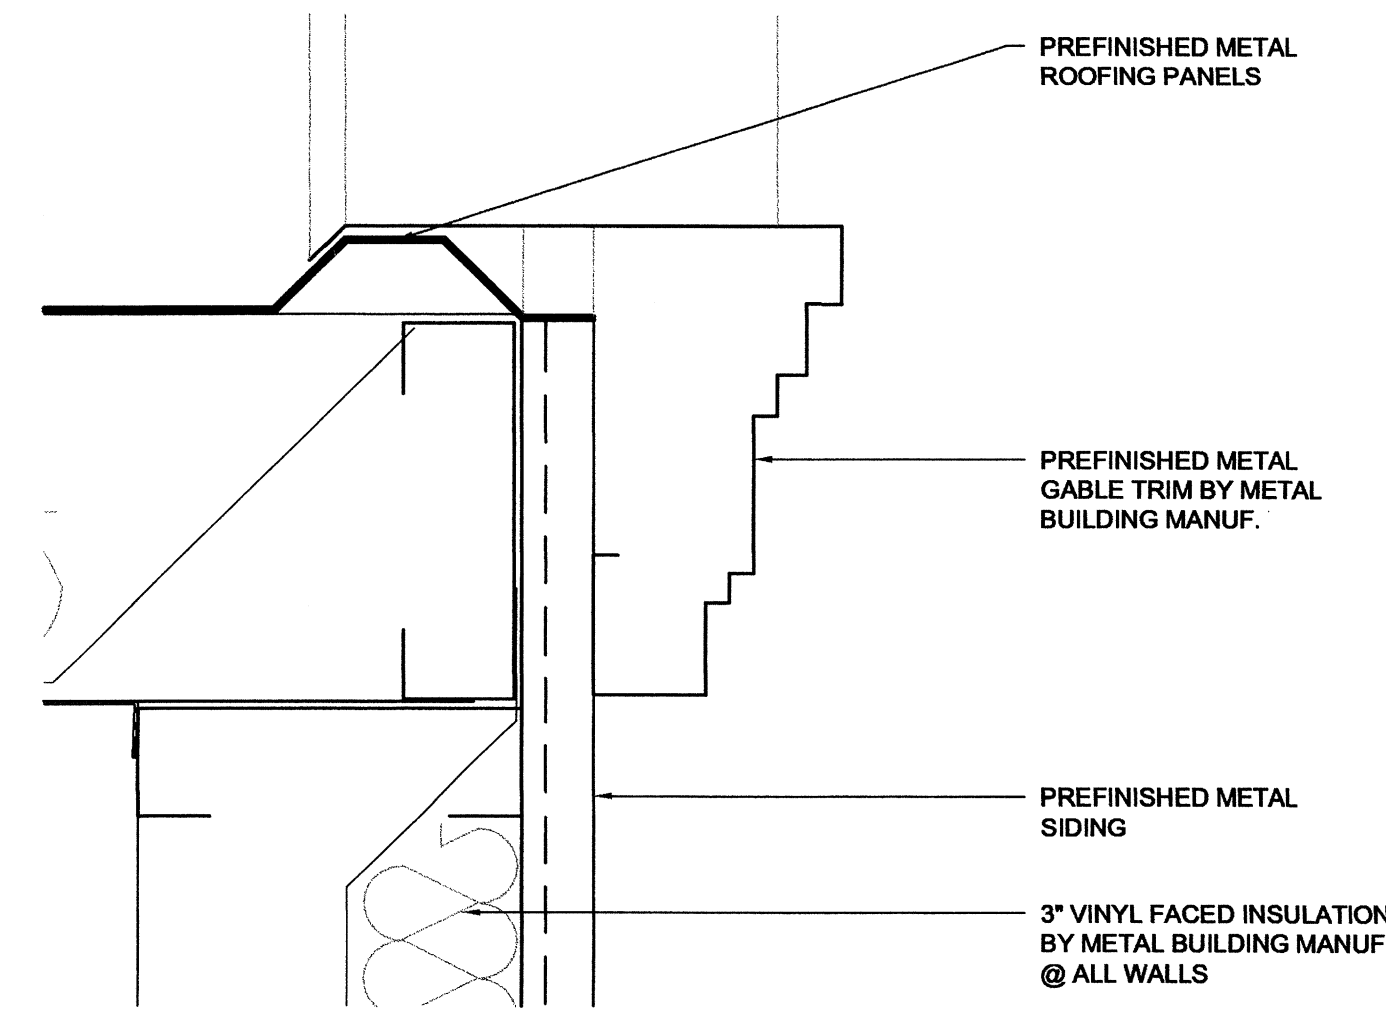 PREFINISHED METAL
ROOFING PANELS
PREFINISHED METAL
GABLE TRIM BY METAL
BUILDING MANUF.
PREFINISHED METAL
SIDING
3" VINYL FACED INSULATION
BY METAL BUILDING MANUF
@ ALL WALLS